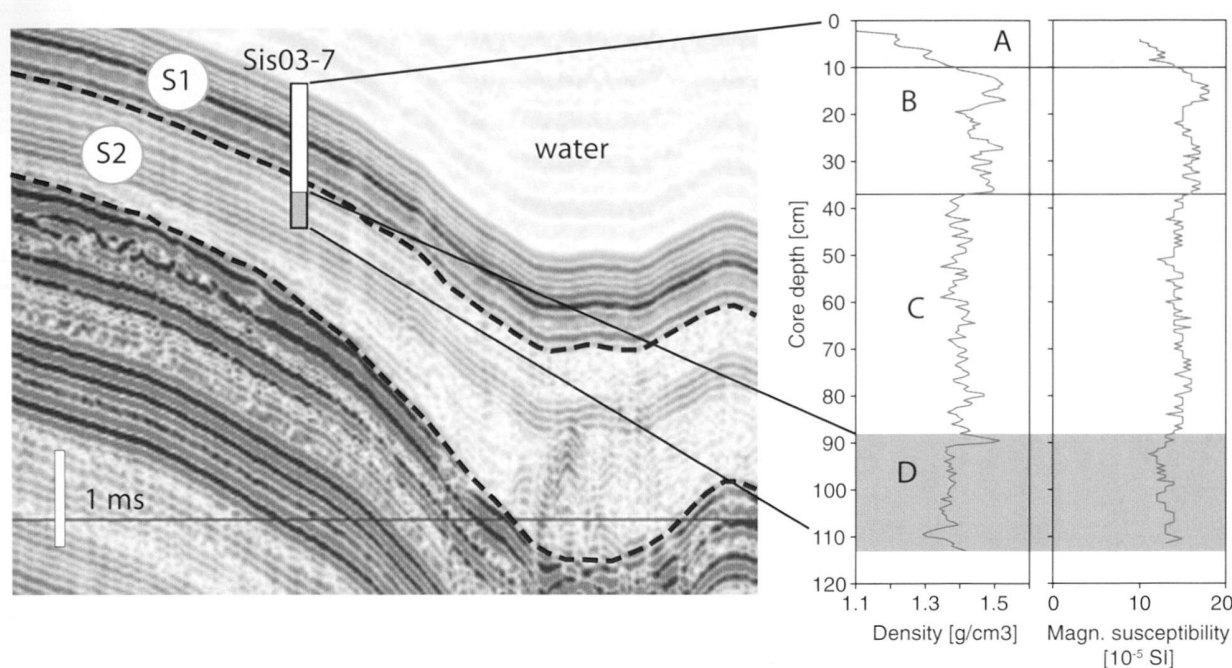 Sis03-7
S1
S2
water
1 ms
A
B
C
D
0
10
20
30
40
50
60
70
80
90
100
110
120
Core depth [cm]
1.1 1.3 1.5
Density [g/cm3]
0 10 20
Magn. susceptibility
[10⁻⁵ SI]